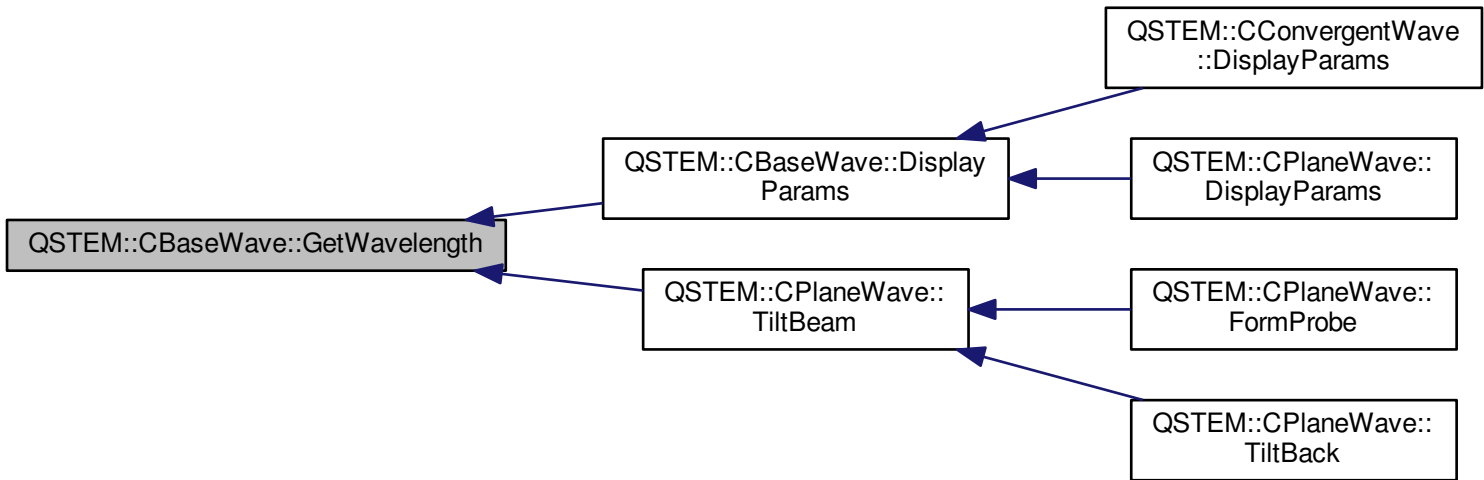 QSTEM::CConvergentWave
::DisplayParams
QSTEM::CBaseWave::Display
Params
QSTEM::CPlaneWave::
DisplayParams
QSTEM::CBaseWave::GetWavelength
QSTEM::CPlaneWave::
TiltBeam
QSTEM::CPlaneWave::
FormProbe
QSTEM::CPlaneWave::
TiltBack